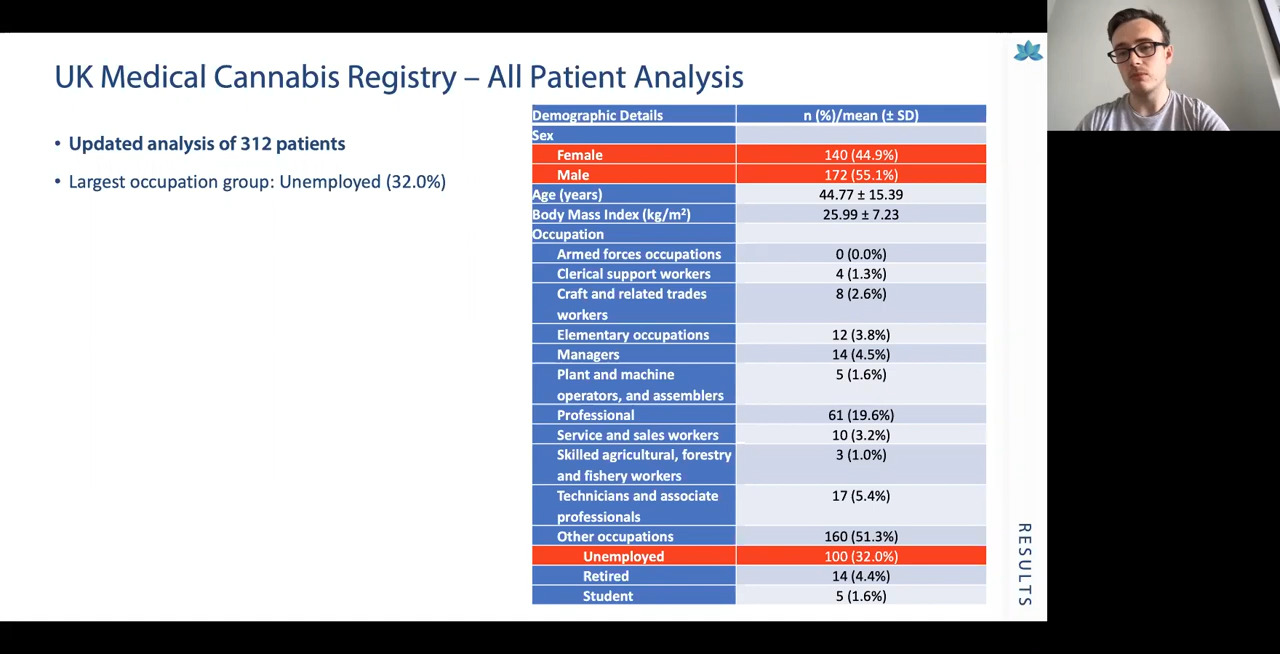 UK Medical Cannabis Registry – All Patient Analysis
• Updated analysis of 312 patients
• Largest occupation group: Unemployed (32.0%)
Demographic Details n (%)/mean (± SD)
Sex
Female 140 (44.9%)
Male 172 (55.1%)
Age (years) 44.77 ± 15.39
Body Mass Index (kg/m²) 25.99 ± 7.23
Occupation
Armed forces occupations 0 (0.0%)
Clerical support workers 4 (1.3%)
Craft and related trades 8 (2.6%)
workers
Elementary occupations 12 (3.8%)
Managers 14 (4.5%)
Plant and machine 5 (1.6%)
operators, and assemblers
Professional 61 (19.6%)
Service and sales workers 10 (3.2%)
Skilled agricultural, forestry 3 (1.0%)
and fishery workers
Technicians and associate 17 (5.4%)
professionals
Other occupations 160 (51.3%)
Unemployed 100 (32.0%)
Retired 14 (4.4%)
Student 5 (1.6%)
RESULTS